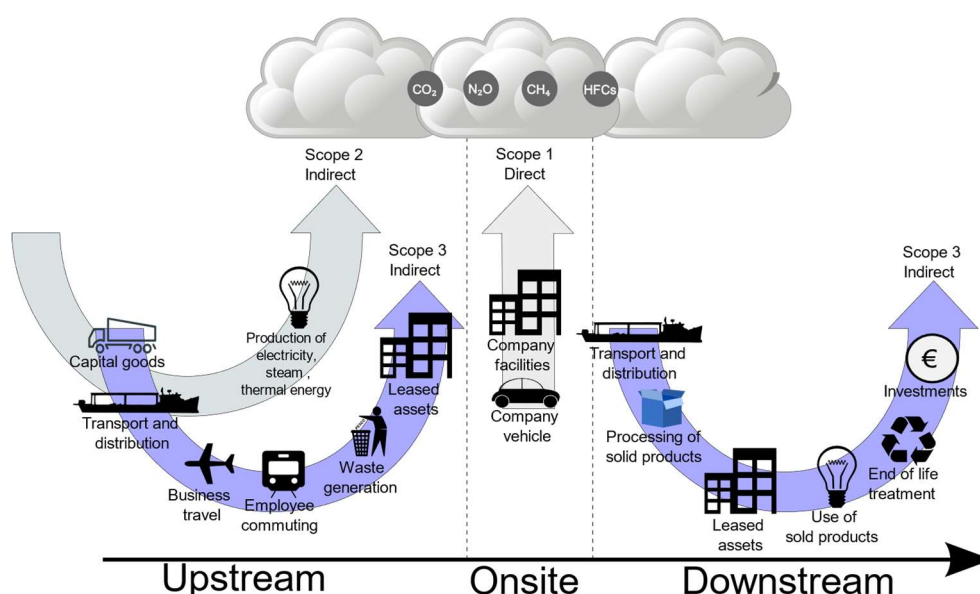 CO₂
N₂O
CH₄
HFCs
Scope 2
Indirect
Scope 1
Direct
Scope 3
Indirect
Scope 3
Indirect
Capital goods
Transport and
distribution
Business
travel
Employee
commuting
Waste
generation
Leased
assets
Production of
electricity,
steam ,
thermal energy
Company
facilities
Company
vehicle
Transport and
distribution
Processing of
solid products
Leased
assets
Use of
sold products
End of life
treatment
€
Investments
Upstream
Onsite
Downstream